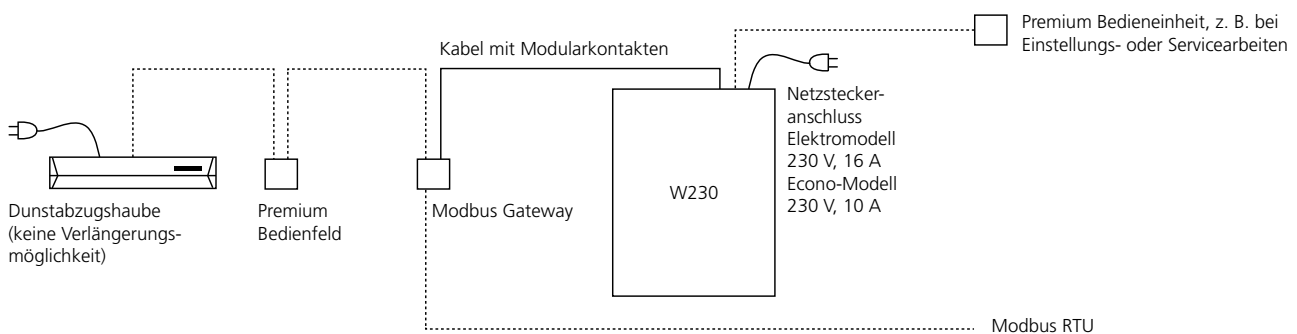 Premium Bedieneinheit, z. B. bei
Einstellungs- oder Servicearbeiten
Kabel mit Modularkontakten
Netzstecker-
anschluss
Elektromodell
230 V, 16 A
Econo-Modell
230 V, 10 A
W230
Dunstabzugshaube
(keine Verlängerungs-
möglichkeit)
Premium
Bedienfeld
Modbus Gateway
Modbus RTU